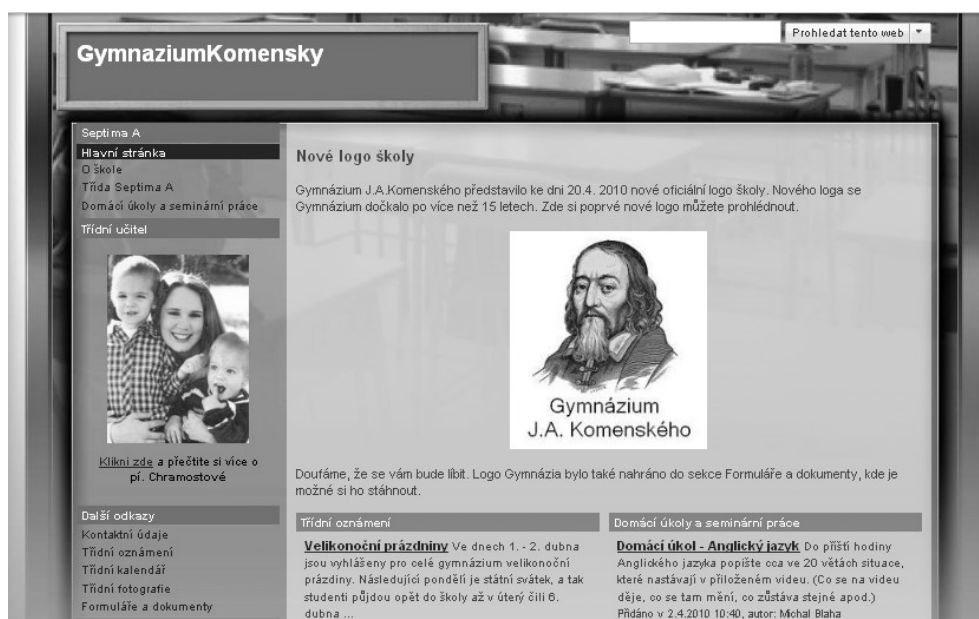 GymnaziumKomensky
Prohledat tento web
Septima A
Hlavní stránka
O škole
Třída Septima A
Domácí úkoly a seminární práce
Třídní učitel
Klikni zde a přečtite si více o
pí. Chramostové
Další odkazy
Kontaktní údaje
Třídní oznámení
Třídní kalendář
Třídní fotografie
Formuláře a dokumenty
Nové logo školy
Gymnázium J.A.Komenského představilo ke dni 20.4. 2010 nové oficiální logo školy. Nového loga se
Gymnázium dočkalo po více než 15 letech. Zde si poprvé nové logo můžete prohlédnout.
Gymnázium
J.A. Komenského
Doufáme, že se vám bude líbit. Logo Gymnázia bylo také nahráno do sekce Formuláře a dokumenty, kde je
možné si ho stáhnout.
Třídní oznámení
Velikonoční prázdniny Ve dnech 1. - 2. dubna
jsou vyhlášeny pro celé gymnázium velikonoční
prázdiny. Následující pondělí je státní svátek, a tak
studenti půjdou opět do školy až v úterý čili 6.
dubna ...
Domácí úkoly a seminární práce
Domácí úkol - Anglický jazyk Do příští hodiny
Anglického jazyka popište cca ve 20 větách situace,
které nastávají v přiloženém videu. (Co se na videu
děje, co se tam mění, co zůstáva stejné apod.)
Přidáno v 2.4.2010 10:40, autor: Michal Blaha